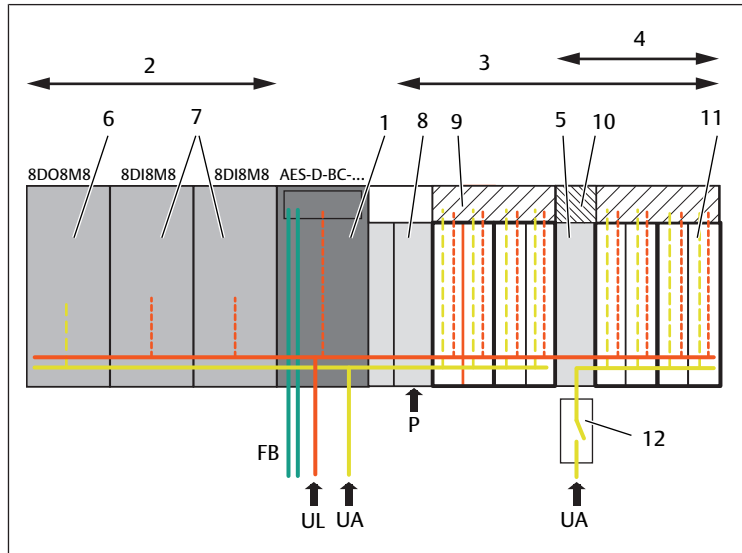 4
2
3
6
7
1
8
9
5
10
11
8DO8M8
8DI8M8
8DI8M8
AES-D-BC-...
P
12
FB
UL
UA
UA